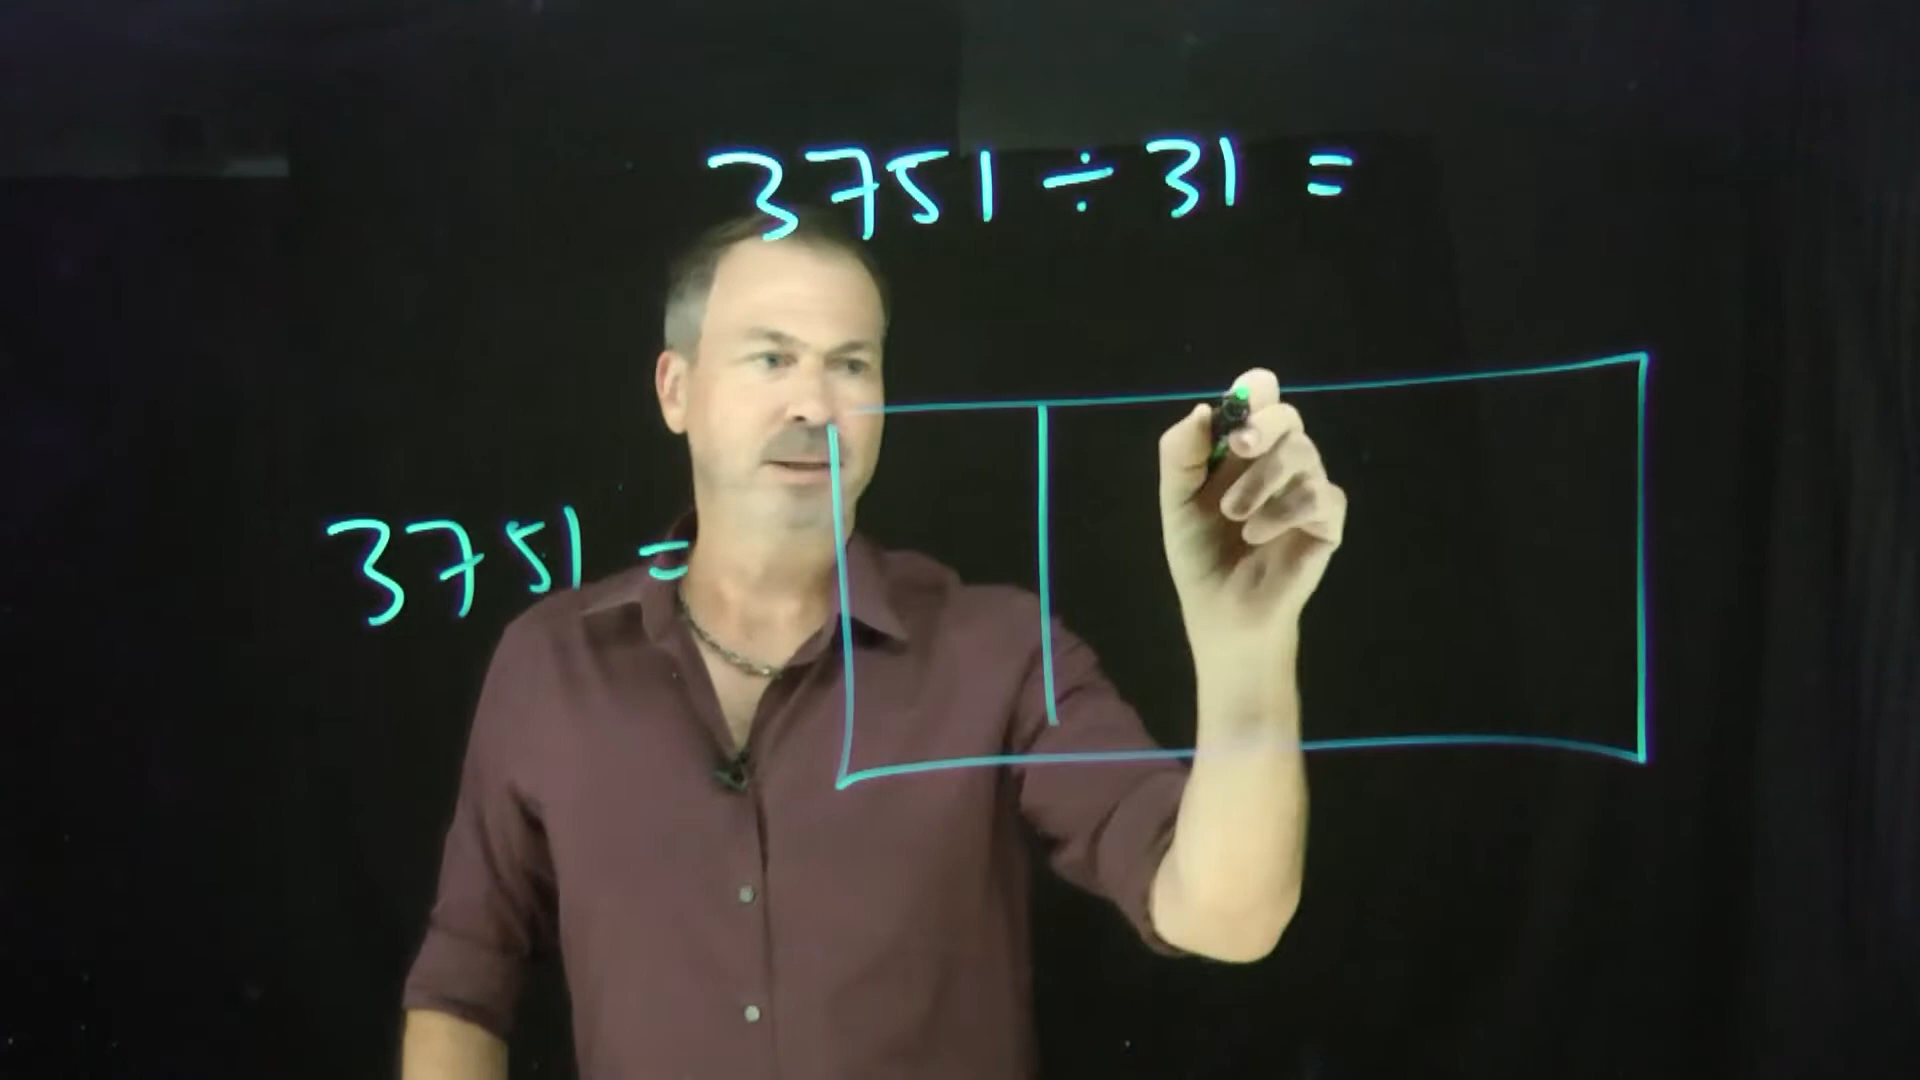 3751 ÷ 31 =
3751 =